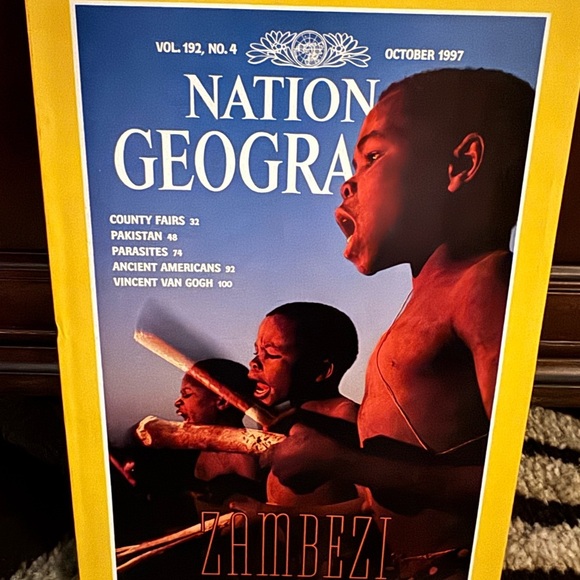 VOL. 192, NO. 4
OCTOBER 1997
NATION
GEOGRA
COUNTY FAIRS 32
PAKISTAN 48
PARASITES 74
ANCIENT AMERICANS 92
VINCENT VAN GOGH 100
ZAMBEZI